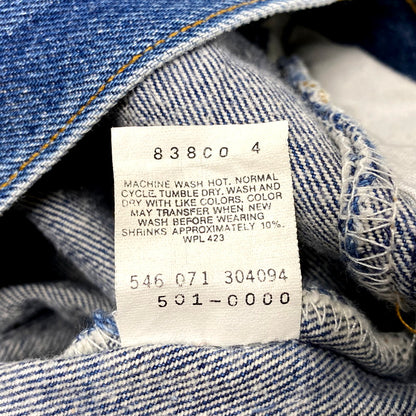 838CO 4
MACHINE WASH HOT. NORMAL
CYCLE. TUMBLE DRY. WASH AND
DRY WITH LIKE COLORS. COLOR
MAY TRANSFER WHEN NEW
WASH BEFORE WEARING
SHRINKS APPROXIMATELY 10%
WPL 423
546 071 304094
501-0000